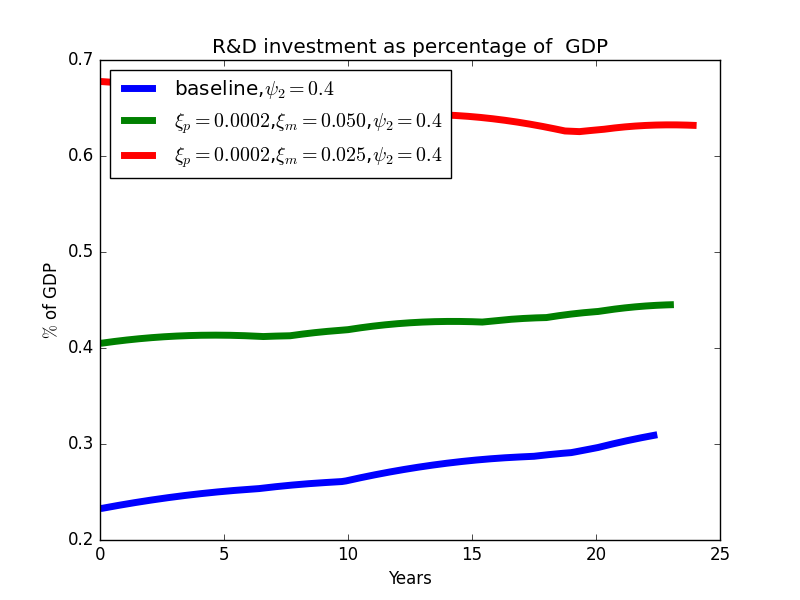 R&D investment as percentage of  GDP
baseline,ψ₂ = 0.4
ξₚ = 0.0002,ξₘ = 0.050,ψ₂ = 0.4
ξₚ = 0.0002,ξₘ = 0.025,ψ₂ = 0.4
0.7
0.6
0.5
0.4
0.3
0.2
% of GDP
0 5 10 15 20 25
Years